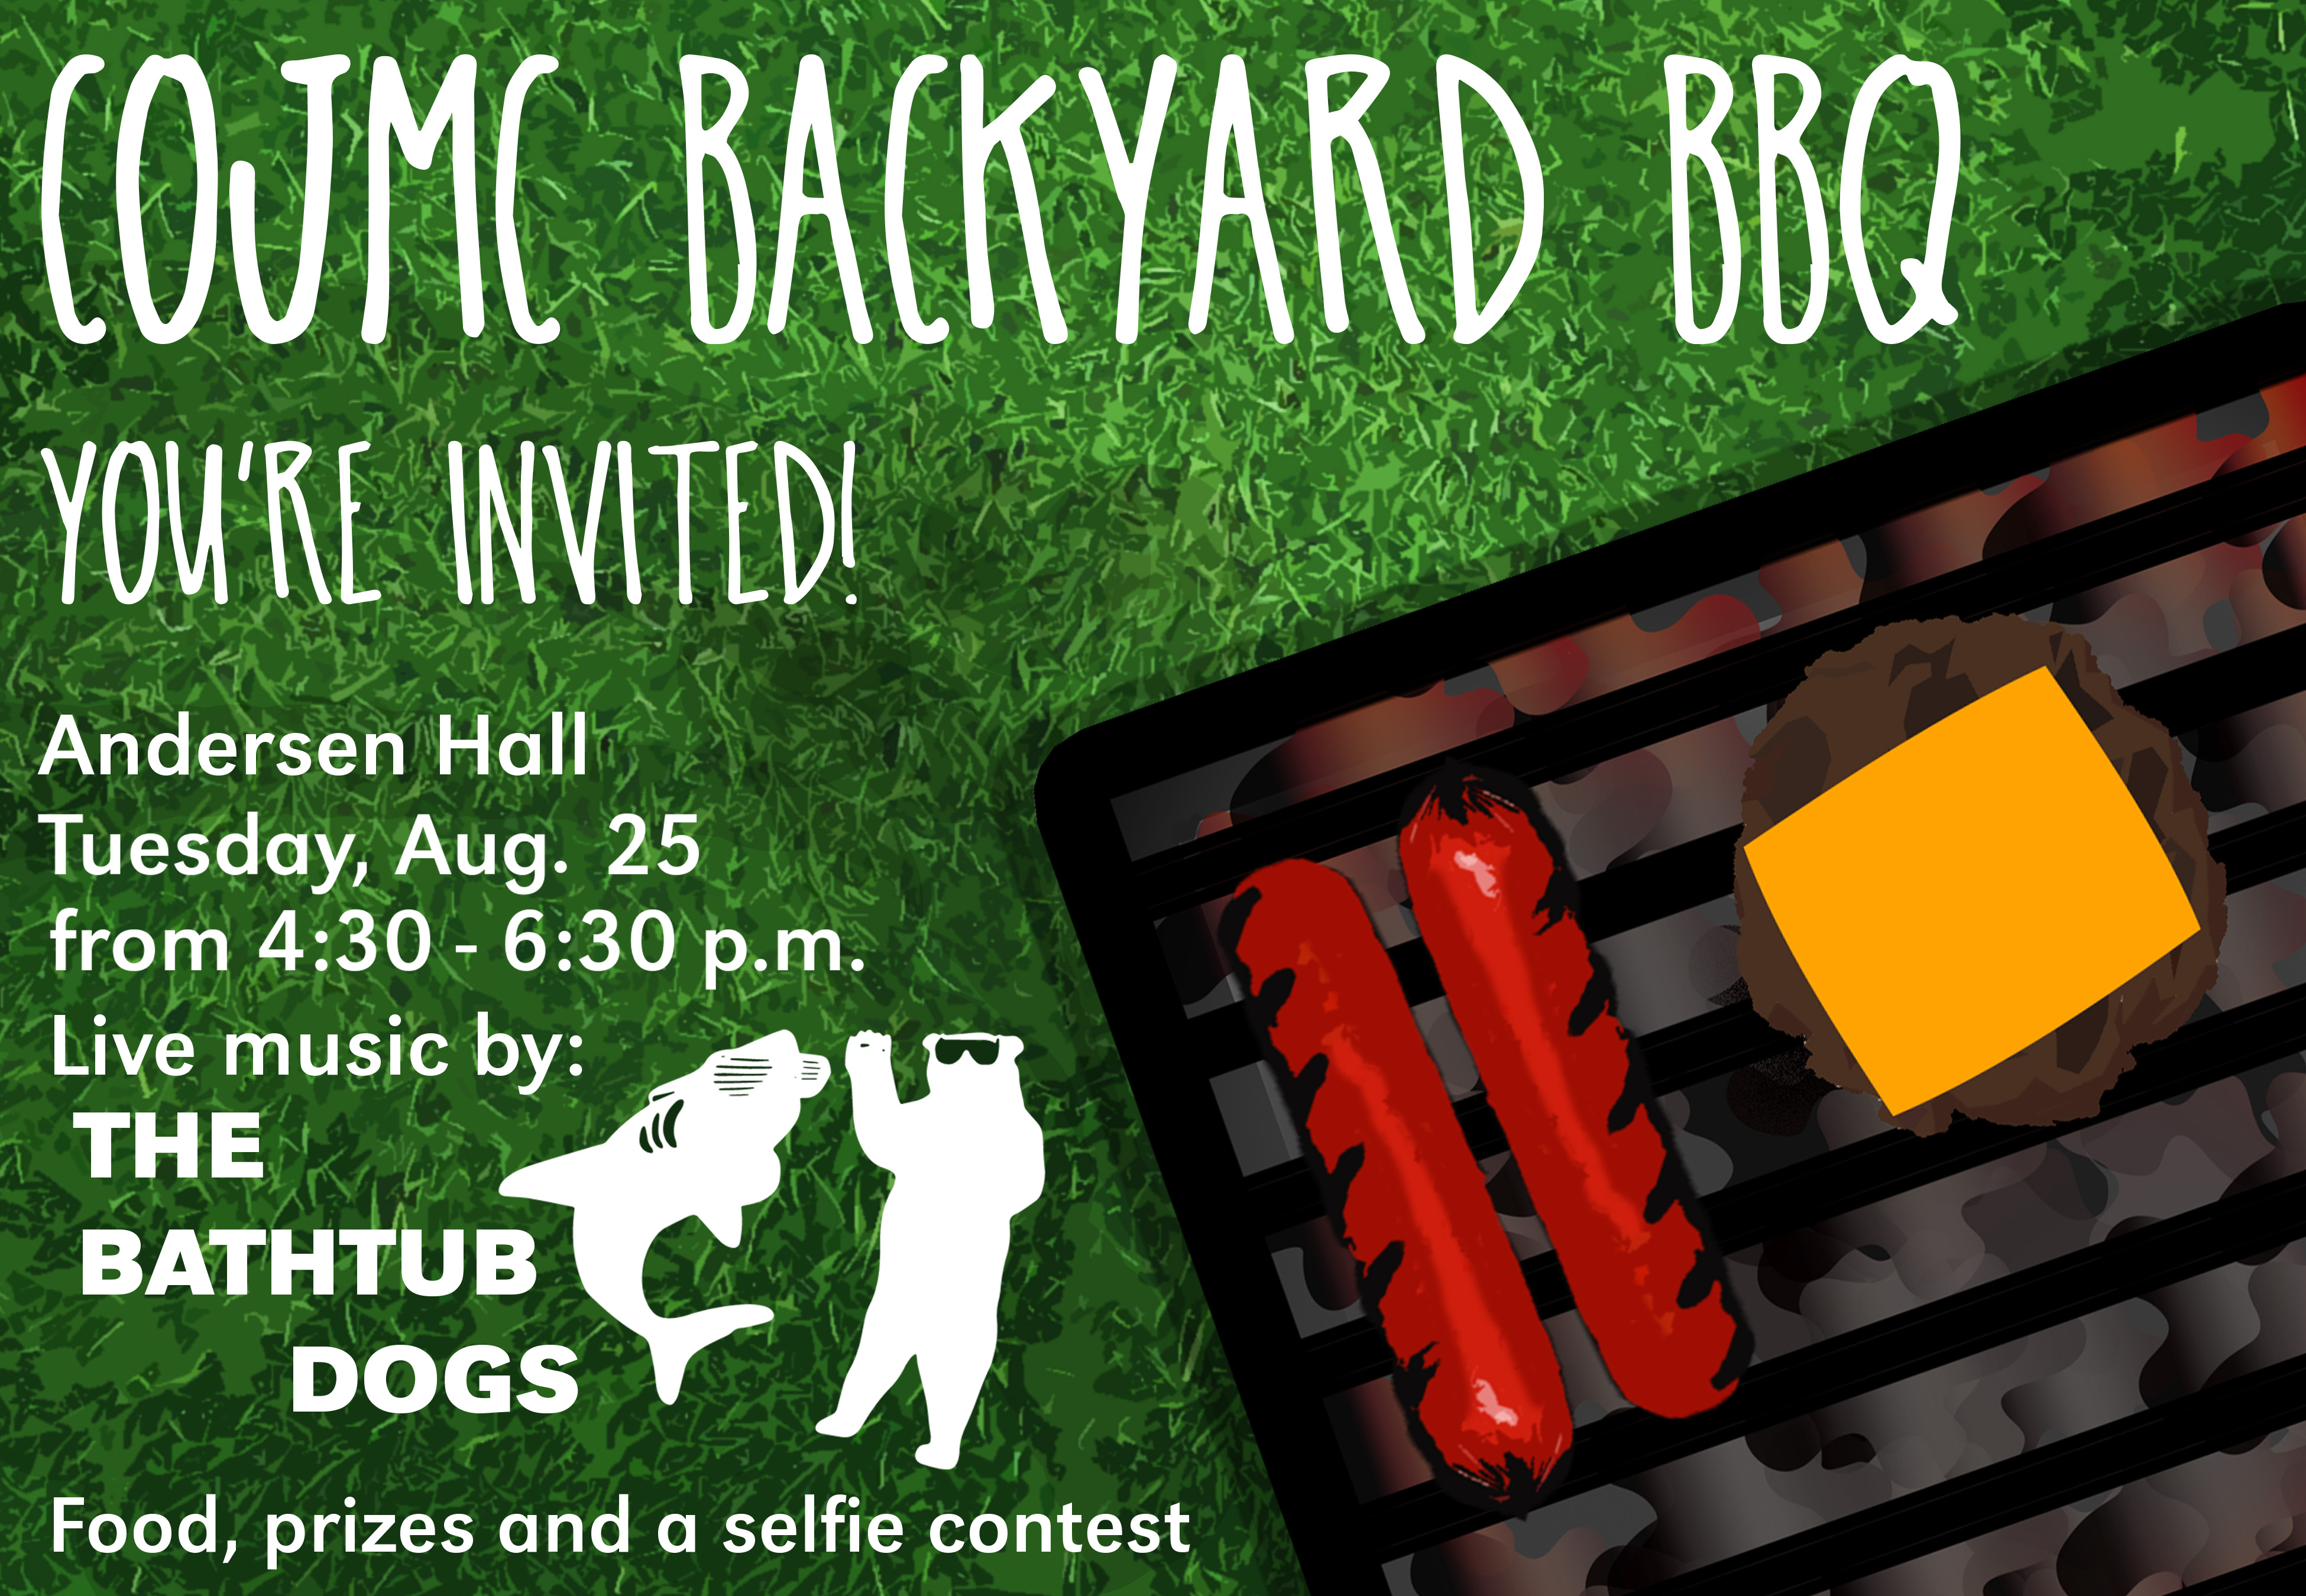 COJMC BACKYARD BBQ
YOU'RE INVITED!
Andersen Hall
Tuesday, Aug. 25
from 4:30 - 6:30 p.m.
Live music by:
THE
BATHTUB
DOGS
Food, prizes and a selfie contest